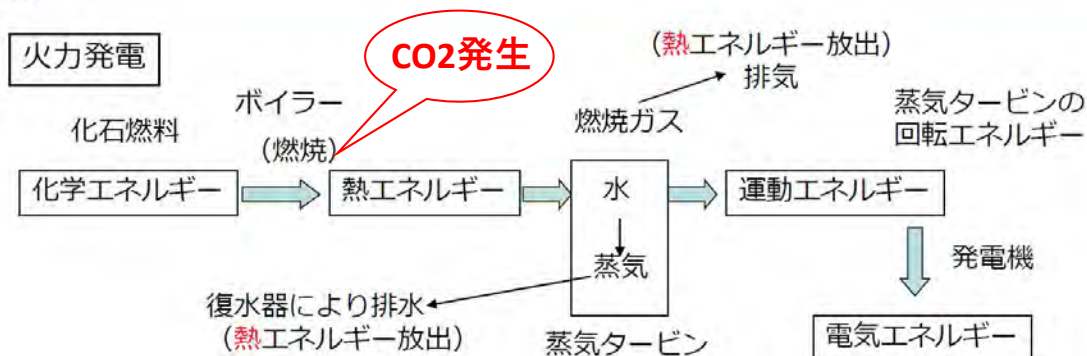 火力発電
CO2発生
(熱エネルギー放出)
排気
ボイラー
(燃焼)
化石燃料
燃焼ガス
蒸気タービンの
回転エネルギー
化学エネルギー
熱エネルギー
水
蒸気
運動エネルギー
発電機
復水器により排水
(熱エネルギー放出)
蒸気タービン
電気エネルギー